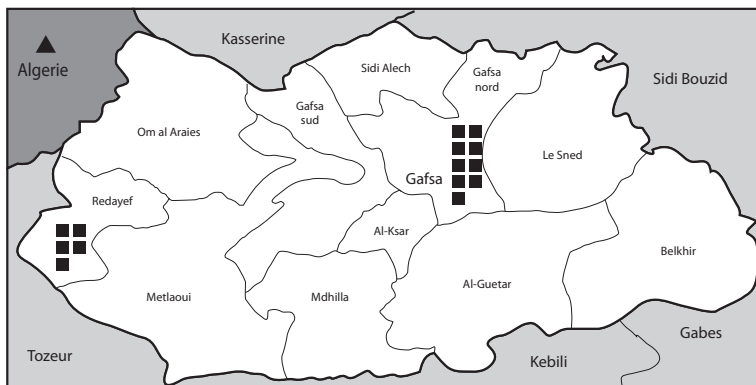 Kasserine
Algerie
Sidi Alech
Gafsa
nord
Sidi Bouzid
Gafsa
sud
Om al Araies
Le Sned
Gafsa
Redayef
Al-Ksar
Belkhir
Metlaoui
Mdhilla
Al-Guetar
Gabes
Tozeur
Kebili